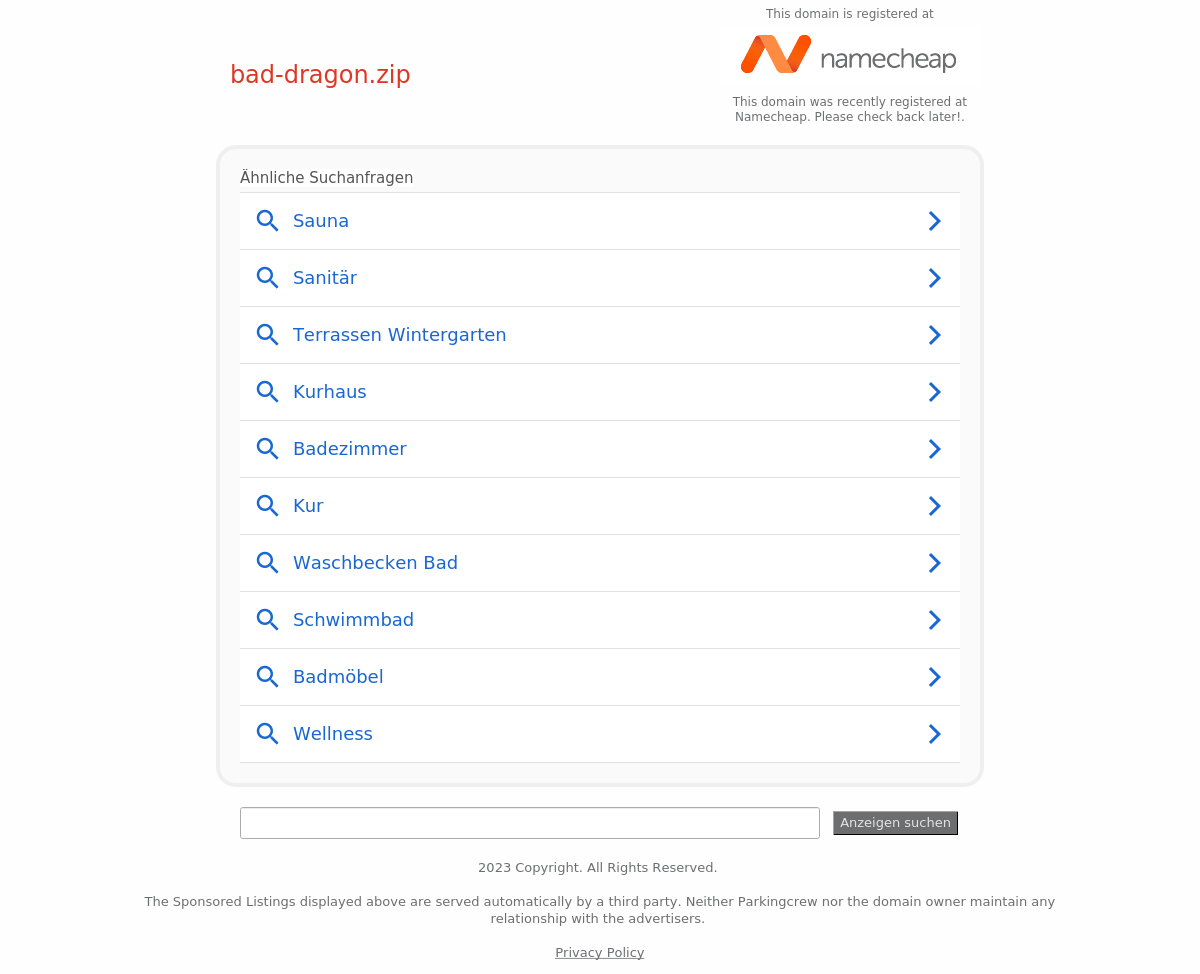 This domain is registered at
namecheap
bad-dragon.zip
This domain was recently registered at
Namecheap. Please check back later!.
Ähnliche Suchanfragen
Sauna
Sanitär
Terrassen Wintergarten
Kurhaus
Badezimmer
Kur
Waschbecken Bad
Schwimmbad
Badmöbel
Wellness
Anzeigen suchen
2023 Copyright. All Rights Reserved.
The Sponsored Listings displayed above are served automatically by a third party. Neither Parkingcrew nor the domain owner maintain any
relationship with the advertisers.
Privacy Policy